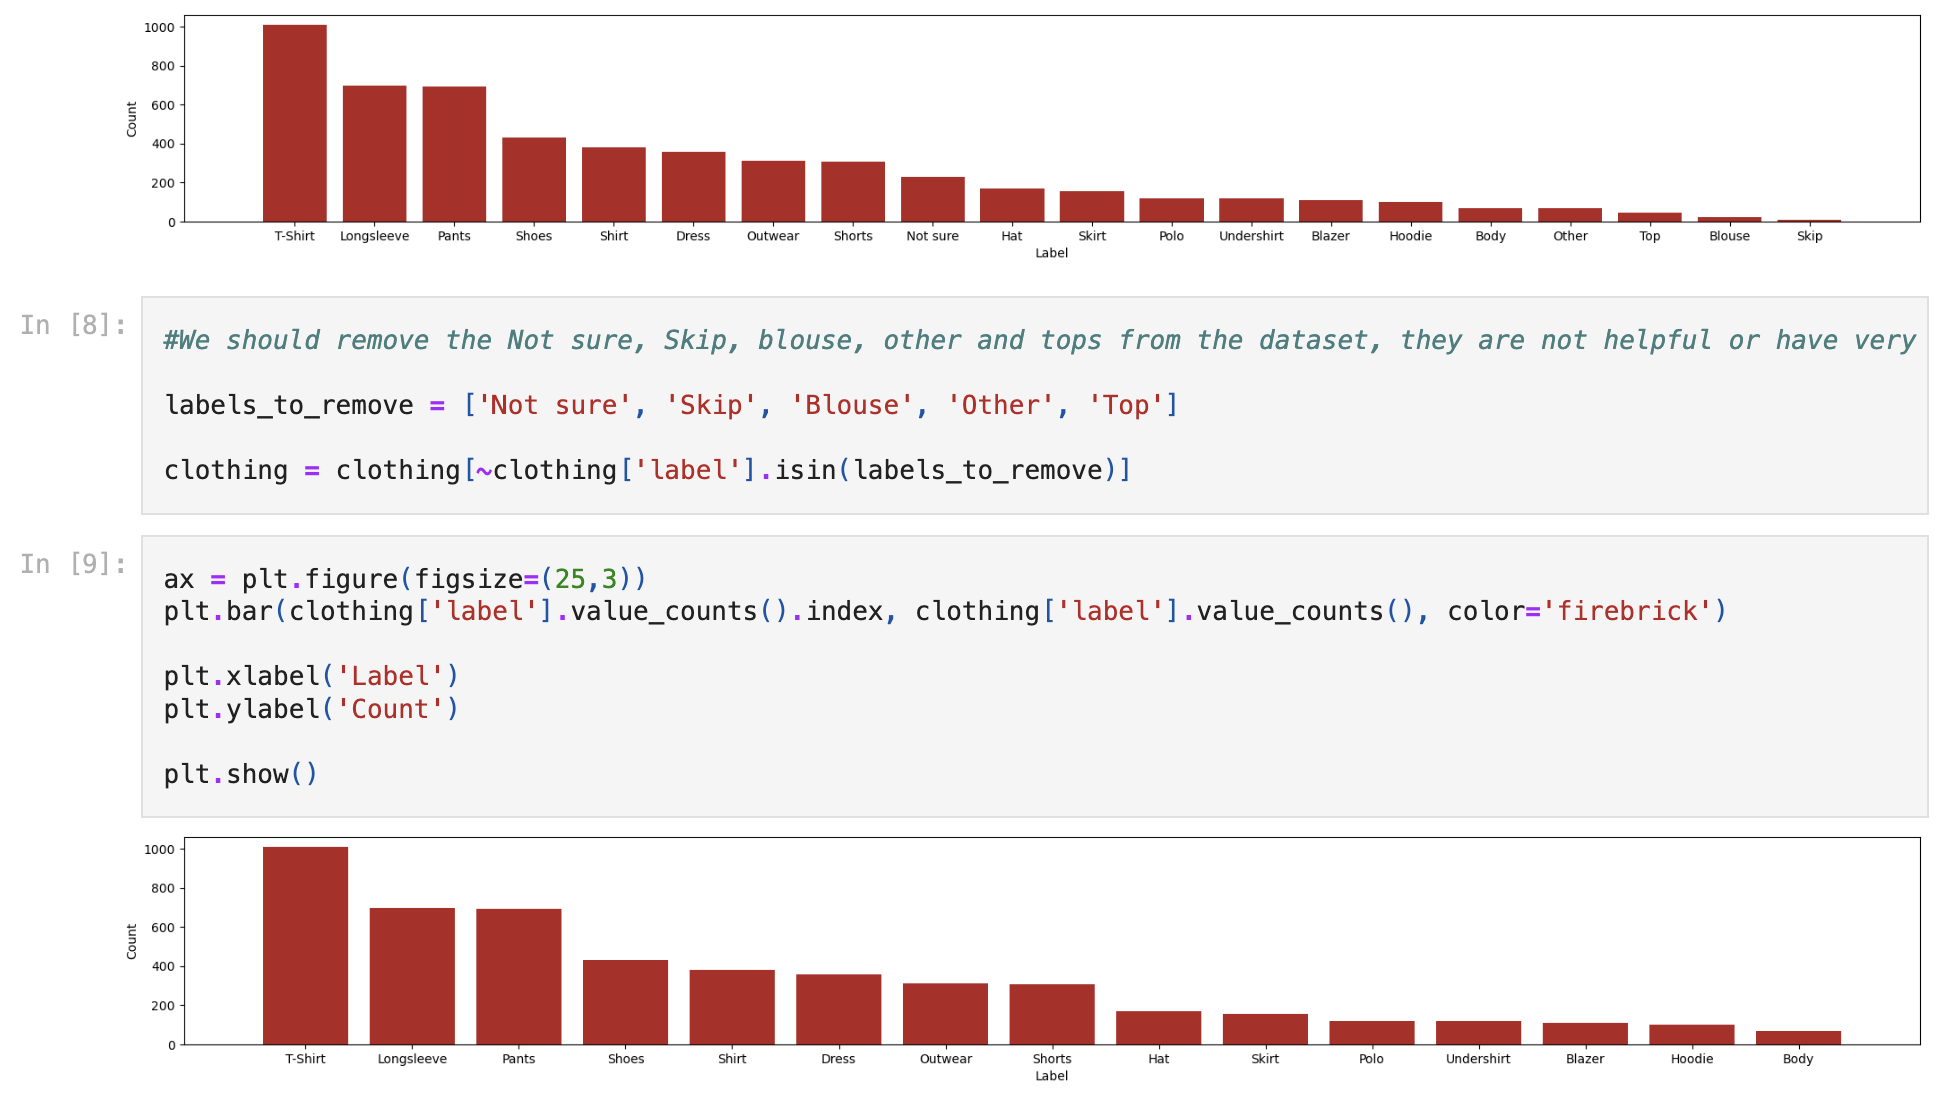 1000
800
600
400
200
0
Count
T-Shirt Longsleeve Pants Shoes Shirt Dress Outwear Shorts Not sure Hat Skirt Polo Undershirt Blazer Hoodie Body Other Top Blouse Skip
Label
In [8]:
#We should remove the Not sure, Skip, blouse, other and tops from the dataset, they are not helpful or have very
labels_to_remove = ['Not sure', 'Skip', 'Blouse', 'Other', 'Top']
clothing = clothing[~clothing['label'].isin(labels_to_remove)]
In [9]:
ax = plt.figure(figsize=(25,3))
plt.bar(clothing['label'].value_counts().index, clothing['label'].value_counts(), color='firebrick')
plt.xlabel('Label')
plt.ylabel('Count')
plt.show()
1000
800
600
400
200
0
Count
T-Shirt Longsleeve Pants Shoes Shirt Dress Outwear Shorts Hat Skirt Polo Undershirt Blazer Hoodie Body
Label